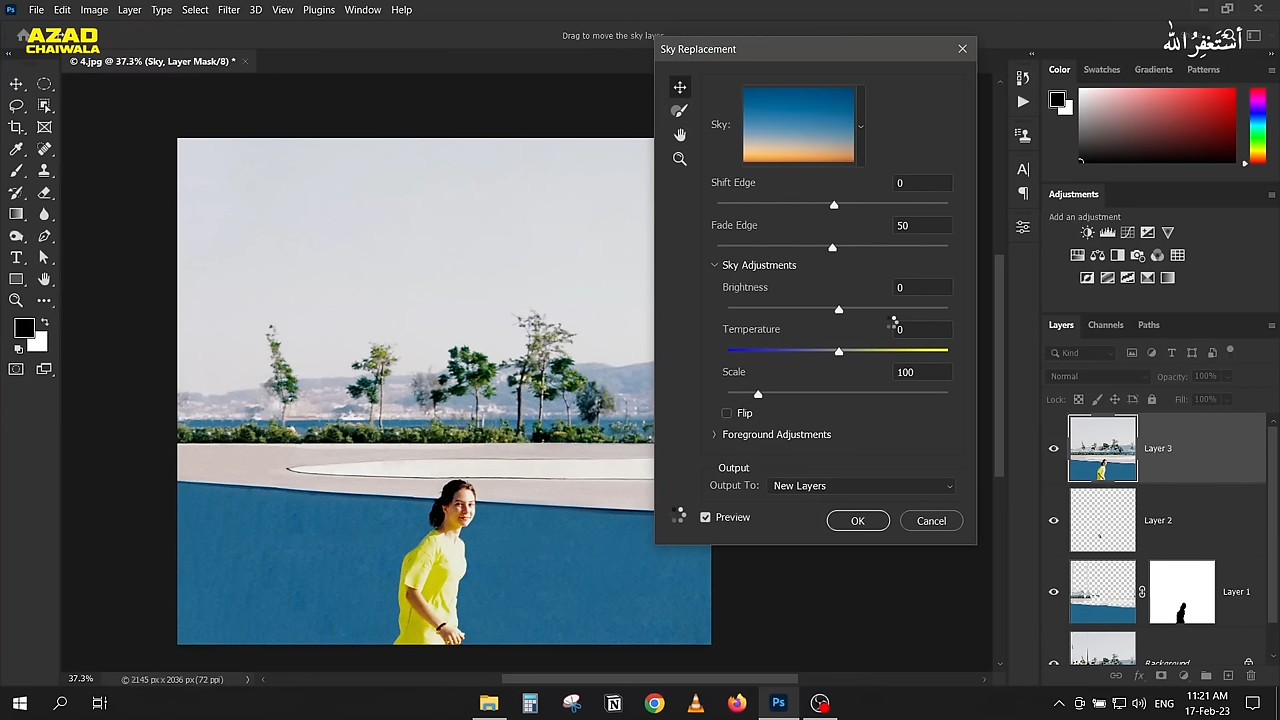 File Edit Image Layer Type Select Filter 3D View Plugins Window Help
AZAD
CHAIWALA
Drag to move the sky layer
أستغفر الله
© 4.jpg @ 37.3% (Sky, Layer Mask/8) *
Sky Replacement
Sky:
Shift Edge 0
Fade Edge 50
Sky Adjustments
Brightness 0
Temperature 0
Scale 100
Flip
Foreground Adjustments
Output
Output To: New Layers
Preview
OK
Cancel
Color Swatches Gradients Patterns
Adjustments
Add an adjustment
Layers Channels Paths
Kind
Normal Opacity: 100%
Lock: Fill: 100%
Layer 3
Layer 2
Layer 1
Background
37.3% © 2145 px x 2036 px (72 ppi)
ENG
11:21 AM
17-Feb-23